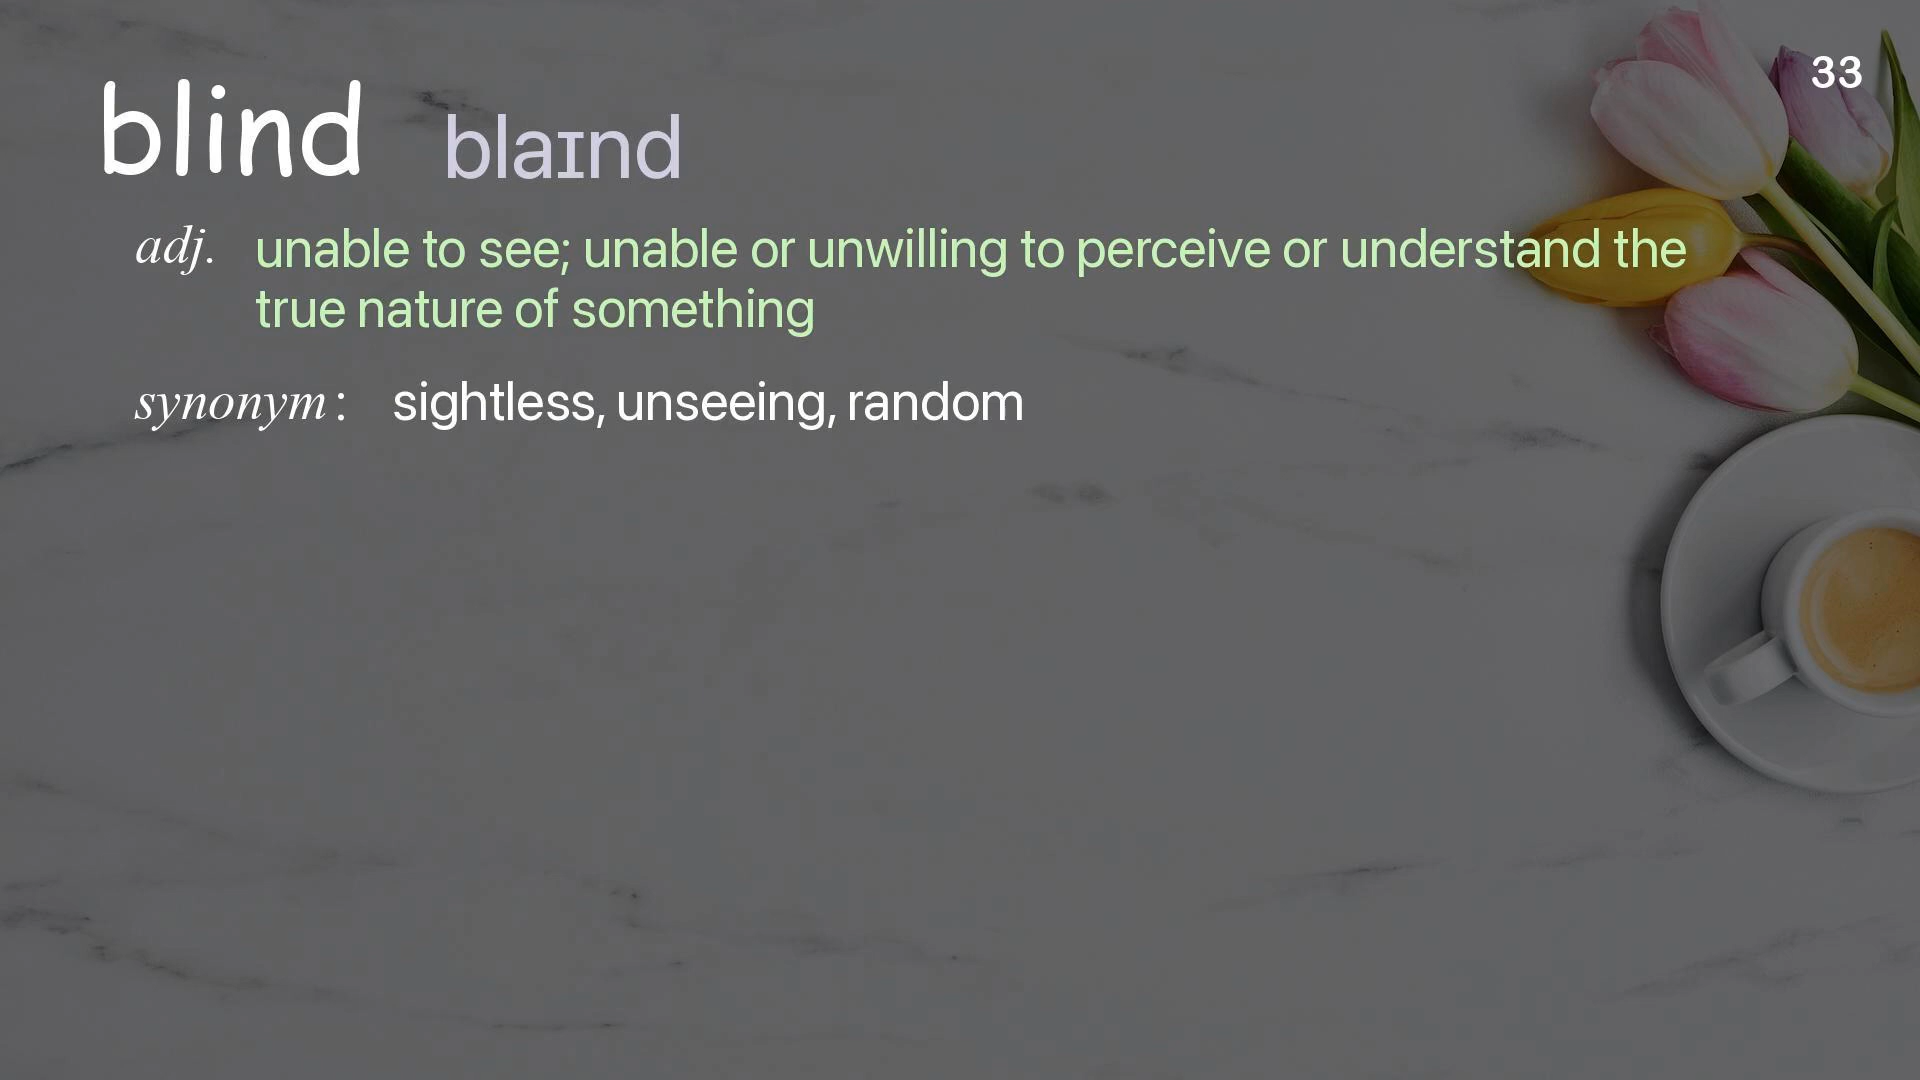 33
blind blaɪnd
adj. unable to see; unable or unwilling to perceive or understand the
true nature of something
synonym: sightless, unseeing, random